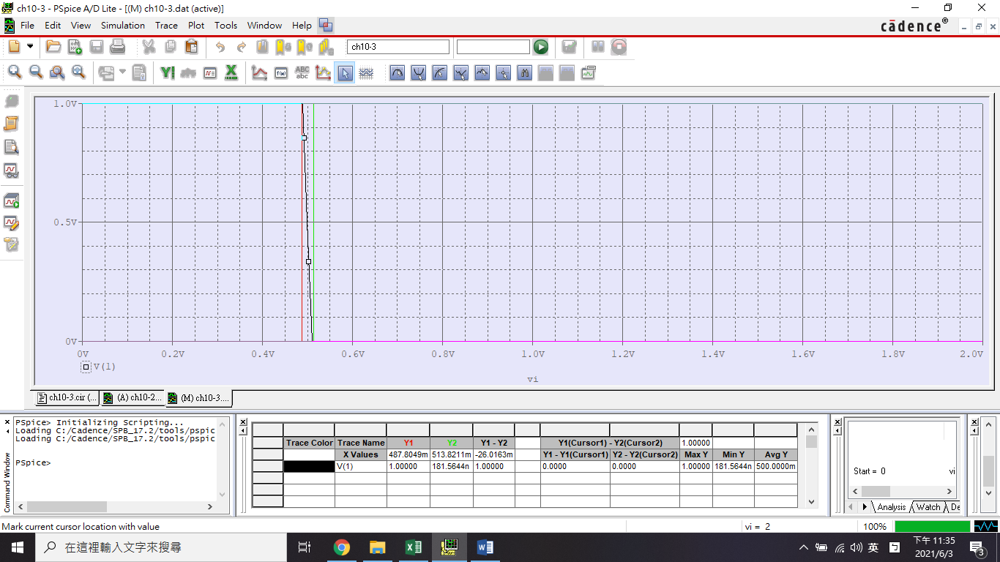 ch10-3 - PSpice A/D Lite - [(M) ch10-3.dat (active)]
File Edit View Simulation Trace Plot Tools Window Help
cādence®
ch10-3
ABC
abc
1.0V
0.5V
0V
0V 0.2V 0.4V 0.6V 0.8V 1.0V 1.2V 1.4V 1.6V 1.8V 2.0V
V(1)
vi
ch10-3.cir (... (A) ch10-2... (M) ch10-3....
PSpice> Initializing Scripting...
Loading C:/Cadence/SPB_17.2/tools/pspic
Loading C:/Cadence/SPB_17.2/tools/pspic
PSpice>
Command Window
Trace Color Trace Name Y1 Y2 Y1 - Y2 Y1(Cursor1) - Y2(Cursor2) 1.00000
X Values 487.8049m 513.8211m -26.0163m Y1 - Y1(Cursor1) Y2 - Y2(Cursor2) Max Y Min Y Avg Y
V(1) 1.00000 181.5644n 1.00000 0.0000 0.0000 1.00000 181.5644n 500.0000m
Start = 0 vi
Analysis Watch De
Mark current cursor location with value
vi = 2
100%
在這裡輸入文字來搜尋
英
下午 11:35
2021/6/3
3